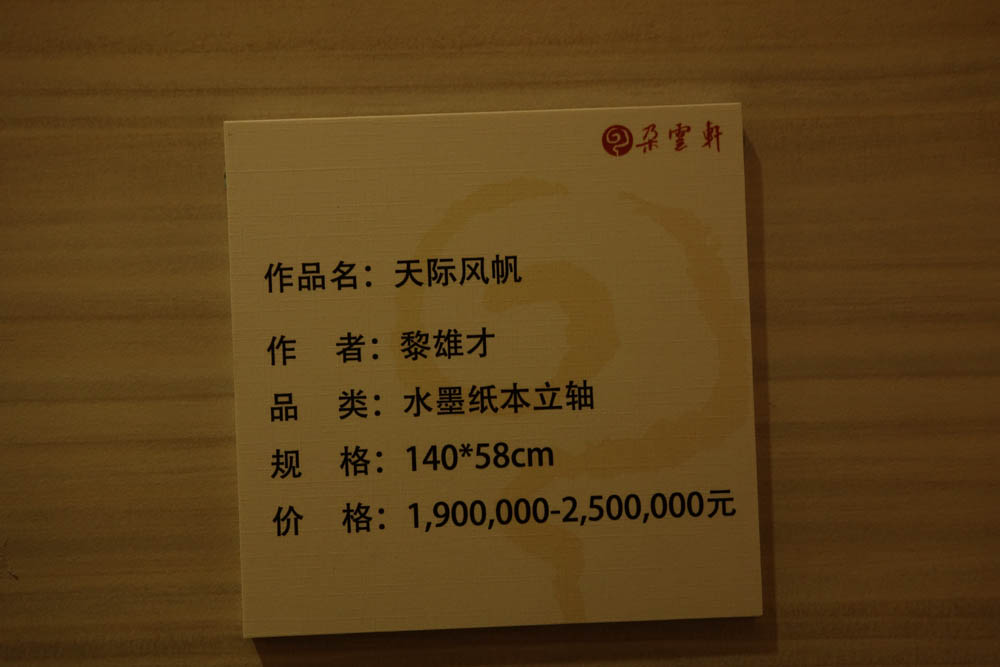 朵雲軒
作品名：天际风帆
作　者：黎雄才
品　类：水墨纸本立轴
规　格：140*58cm
价　格：1,900,000-2,500,000元